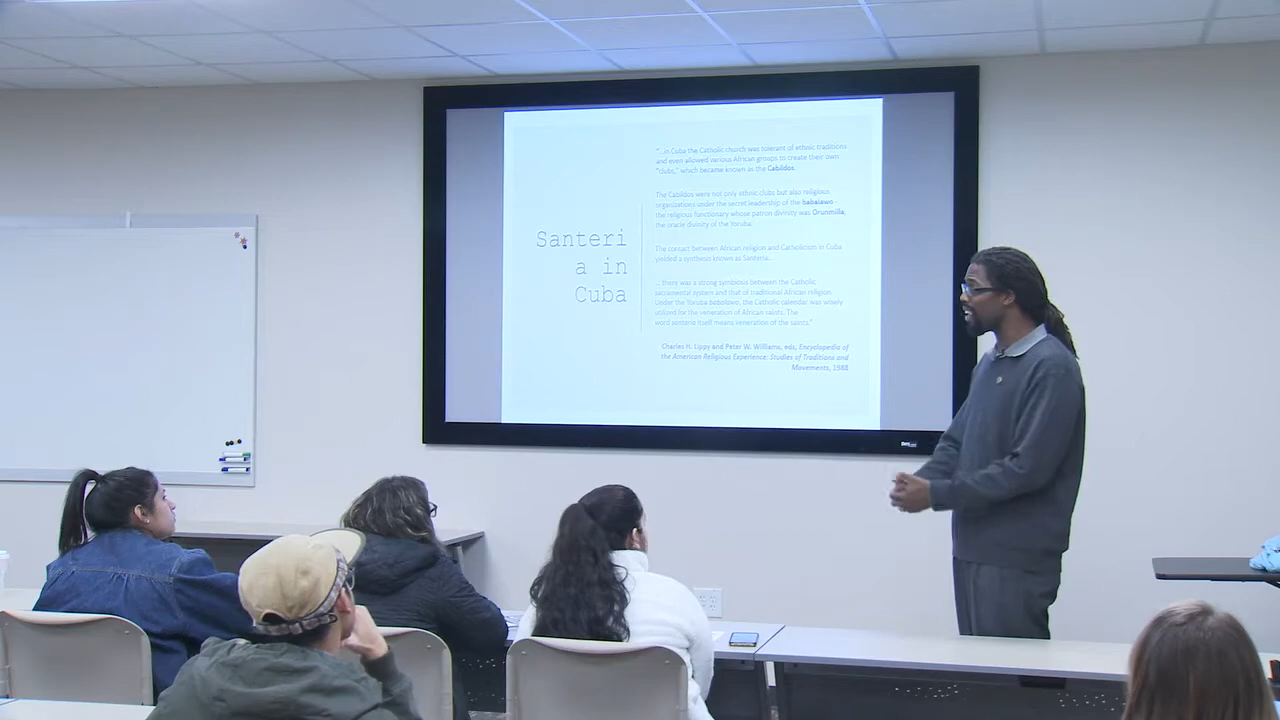 Santeri
a in
Cuba
"...in Cuba the Catholic church was tolerant of ethnic traditions
and even allowed various African groups to create their own
"clubs," which became known as the Cabildos.
The Cabildos were not only ethnic clubs but also religious
organizations under the secret leadership of the babalawo -
the religious functionary whose patron divinity was Orunmilla,
the oracle divinity of the Yoruba.
The contact between African religion and Catholicism in Cuba
yielded a synthesis known as Santeria...
... there was a strong symbiosis between the Catholic
sacramental system and that of traditional African religion.
Under the Yoruba babalawo, the Catholic calendar was wisely
utilized for the veneration of African saints. The
word santeria itself means veneration of the saints."
Charles H. Lippy and Peter W. Williams, eds, Encyclopedia of
the American Religious Experience: Studies of Traditions and
Movements, 1988